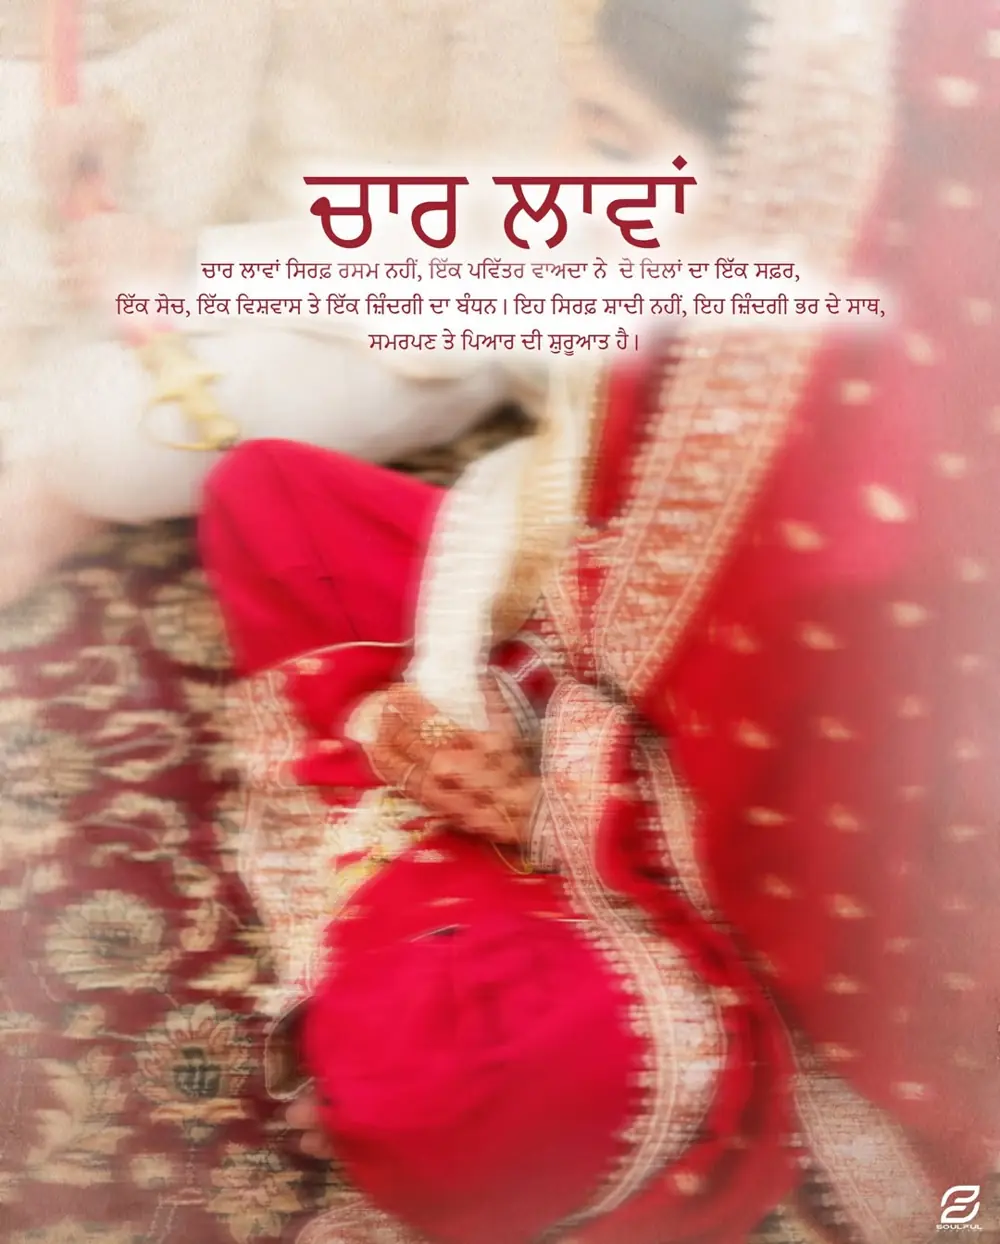 ਚਾਰ ਲਾਵਾਂ
ਚਾਰ ਲਾਵਾਂ ਸਿਰਫ਼ ਰਸਮ ਨਹੀਂ, ਇੱਕ ਪਵਿੱਤਰ ਵਾਅਦਾ ਨੇ ਦੋ ਦਿਲਾਂ ਦਾ ਇੱਕ ਸਫ਼ਰ,
ਇੱਕ ਸੋਚ, ਇੱਕ ਵਿਸ਼ਵਾਸ ਤੇ ਇੱਕ ਜ਼ਿੰਦਗੀ ਦਾ ਬੰਧਨ। ਇਹ ਸਿਰਫ਼ ਸ਼ਾਦੀ ਨਹੀਂ, ਇਹ ਜ਼ਿੰਦਗੀ ਭਰ ਦੇ ਸਾਥ,
ਸਮਰਪਣ ਤੇ ਪਿਆਰ ਦੀ ਸ਼ੁਰੂਆਤ ਹੈ।
SOULFUL